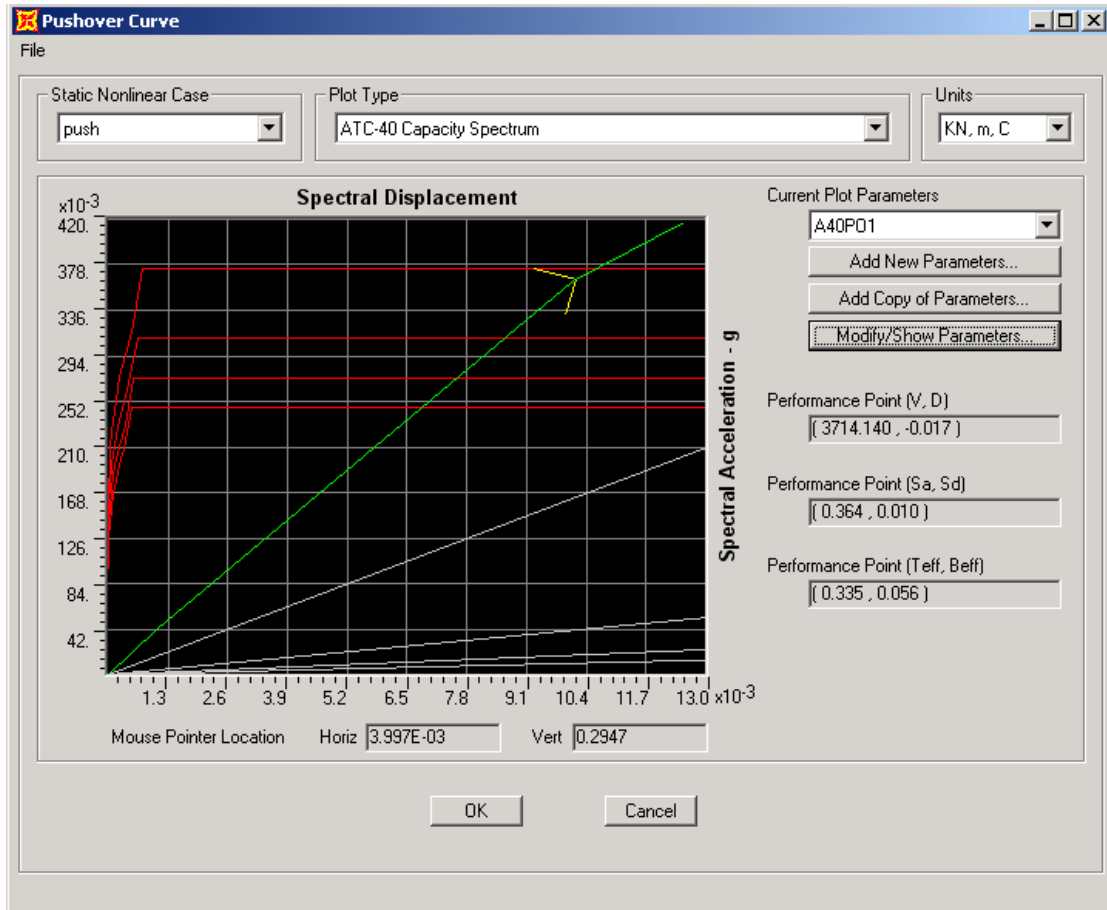 Pushover Curve
File
Static Nonlinear Case
push
Plot Type
ATC-40 Capacity Spectrum
Units
KN, m, C
x10-3
Spectral Displacement
420.
378.
336.
294.
252.
210.
168.
126.
84.
42.
1.3 2.6 3.9 5.2 6.5 7.8 9.1 10.4 11.7 13.0 x10-3
Spectral Acceleration - g
Mouse Pointer Location Horiz 3.997E-03 Vert 0.2947
Current Plot Parameters
A40PO1
Add New Parameters...
Add Copy of Parameters...
Modify/Show Parameters...
Performance Point (V, D)
( 3714.140 , -0.017 )
Performance Point (Sa, Sd)
( 0.364 , 0.010 )
Performance Point (Teff, Beff)
( 0.335 , 0.056 )
OK Cancel